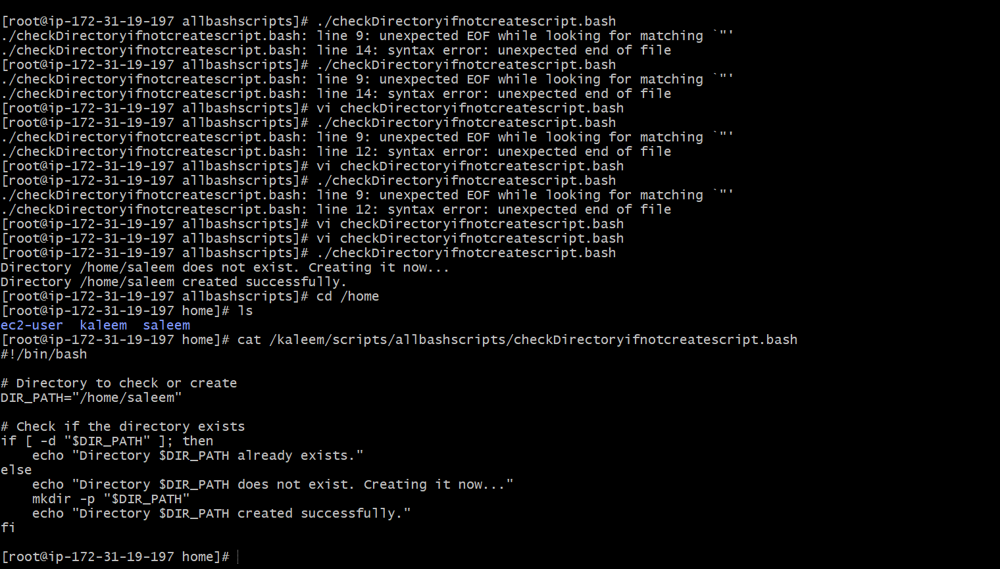 [root@ip-172-31-19-197 allbashscripts]# ./checkDirectoryifnotcreatescript.bash
./checkDirectoryifnotcreatescript.bash: line 9: unexpected EOF while looking for matching `"'
./checkDirectoryifnotcreatescript.bash: line 14: syntax error: unexpected end of file
[root@ip-172-31-19-197 allbashscripts]# ./checkDirectoryifnotcreatescript.bash
./checkDirectoryifnotcreatescript.bash: line 9: unexpected EOF while looking for matching `"'
./checkDirectoryifnotcreatescript.bash: line 14: syntax error: unexpected end of file
[root@ip-172-31-19-197 allbashscripts]# vi checkDirectoryifnotcreatescript.bash
[root@ip-172-31-19-197 allbashscripts]# ./checkDirectoryifnotcreatescript.bash
./checkDirectoryifnotcreatescript.bash: line 9: unexpected EOF while looking for matching `"'
./checkDirectoryifnotcreatescript.bash: line 12: syntax error: unexpected end of file
[root@ip-172-31-19-197 allbashscripts]# vi checkDirectoryifnotcreatescript.bash
[root@ip-172-31-19-197 allbashscripts]# ./checkDirectoryifnotcreatescript.bash
./checkDirectoryifnotcreatescript.bash: line 9: unexpected EOF while looking for matching `"'
./checkDirectoryifnotcreatescript.bash: line 12: syntax error: unexpected end of file
[root@ip-172-31-19-197 allbashscripts]# vi checkDirectoryifnotcreatescript.bash
[root@ip-172-31-19-197 allbashscripts]# vi checkDirectoryifnotcreatescript.bash
[root@ip-172-31-19-197 allbashscripts]# ./checkDirectoryifnotcreatescript.bash
Directory /home/saleem does not exist. Creating it now...
Directory /home/saleem created successfully.
[root@ip-172-31-19-197 allbashscripts]# cd /home
[root@ip-172-31-19-197 home]# ls
ec2-user  kaleem  saleem
[root@ip-172-31-19-197 home]# cat /kaleem/scripts/allbashscripts/checkDirectoryifnotcreatescript.bash
#!/bin/bash

# Directory to check or create
DIR_PATH="/home/saleem"

# Check if the directory exists
if [ -d "$DIR_PATH" ]; then
    echo "Directory $DIR_PATH already exists."
else
    echo "Directory $DIR_PATH does not exist. Creating it now..."
    mkdir -p "$DIR_PATH"
    echo "Directory $DIR_PATH created successfully."
fi

[root@ip-172-31-19-197 home]#